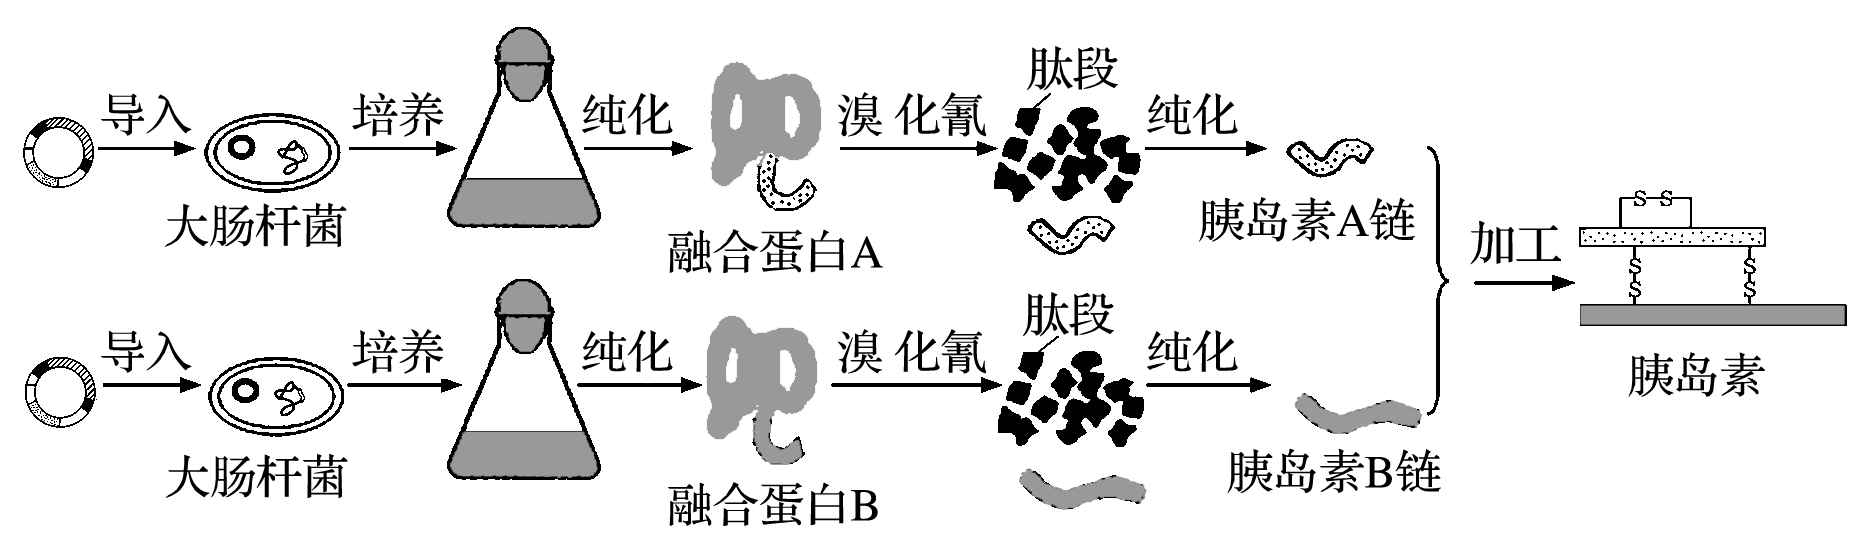 导入
大肠杆菌
培养
纯化
融合蛋白A
溴 化氰
肽段
纯化
胰岛素A链
导入
大肠杆菌
培养
纯化
融合蛋白B
溴 化氰
肽段
纯化
胰岛素B链
加工
S S
S S
S S
胰岛素